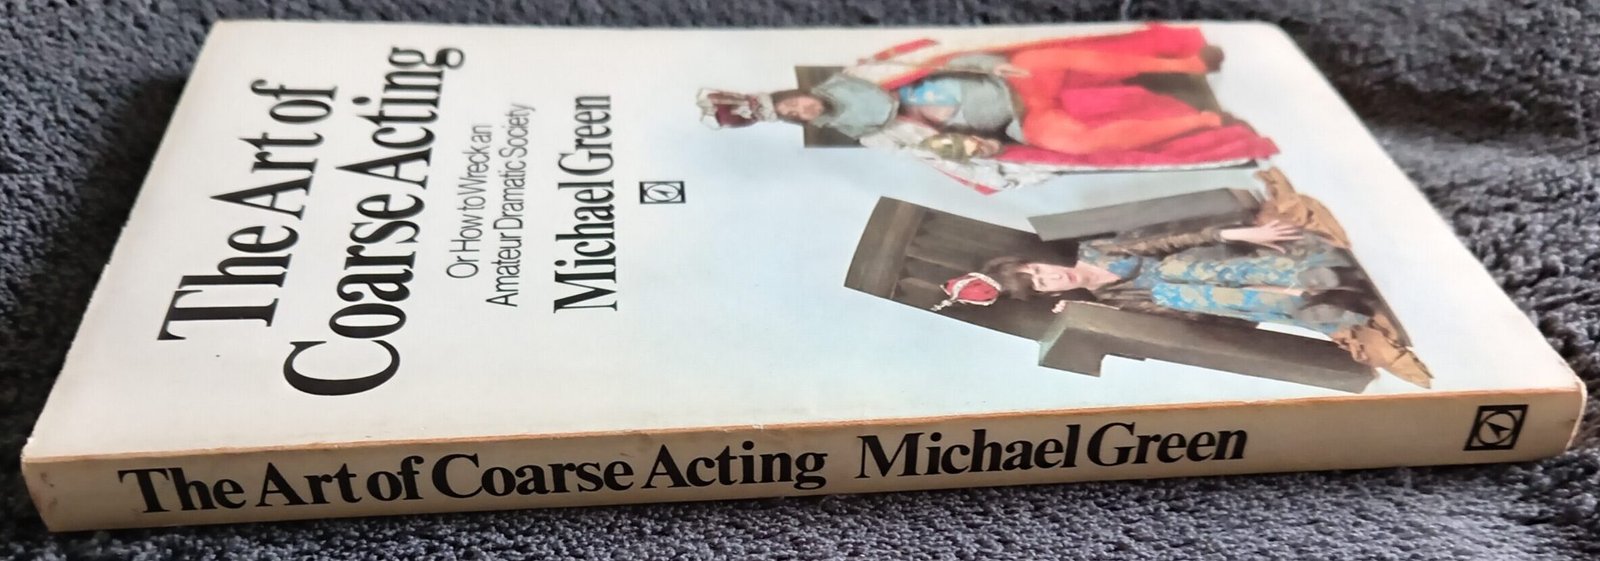 The Art of
Coarse Acting
Or How to Wreck an
Amateur Dramatic Society
Michael Green
The Art of Coarse Acting Michael Green